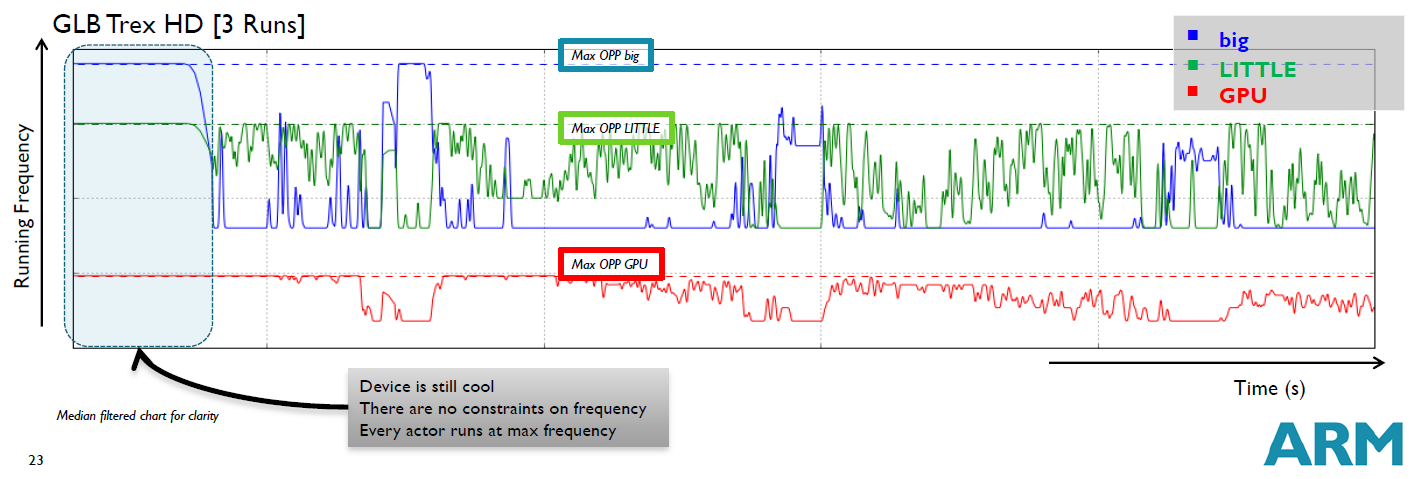 GLB Trex HD [3 Runs]
big
LITTLE
GPU
Max OPP big
Max OPP LITTLE
Max OPP GPU
Running Frequency
Time (s)
Device is still cool
There are no constraints on frequency
Every actor runs at max frequency
Median filtered chart for clarity
23
ARM